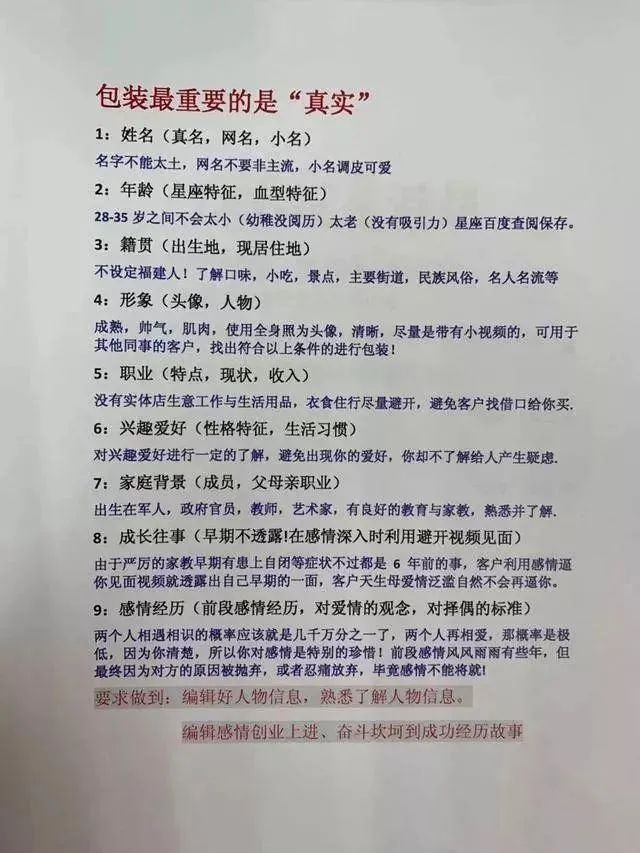 包装最重要的是“真实”
1：姓名（真名，网名，小名）
名字不能太土，网名不要非主流，小名调皮可爱
2：年龄（星座特征，血型特征）
28-35 岁之间不会太小（幼稚没阅历）太老（没有吸引力）星座百度查阅保存。
3：籍贯（出生地，现居住地）
不设定福建人！了解口味，小吃，景点，主要街道，民族风俗，名人名流等
4：形象（头像，人物）
成熟，帅气，肌肉，使用全身照为头像，清晰，尽量是带有小视频的，可用于
其他同事的客户，找出符合以上条件的进行包装！
5：职业（特点，现状，收入）
没有实体店生意工作与生活用品，衣食住行尽量避开，避免客户找借口给你买.
6：兴趣爱好（性格特征，生活习惯）
对兴趣爱好进行一定的了解，避免出现你的爱好，你却不了解给人产生疑虑.
7：家庭背景（成员，父母亲职业）
出生在军人，政府官员，教师，艺术家，有良好的教育与家教，熟悉并了解.
8：成长往事（早期不透露!在感情深入时利用避开视频见面）
由于严厉的家教早期有患上自闭等症状不过都是 6 年前的事，客户利用感情逼
你见面视频就透露出自己早期的一面，客户天生母爱情泛滥自然不会再逼你。
9：感情经历（前段感情经历，对爱情的观念，对择偶的标准）
两个人相遇相识的概率应该就是几千万分之一了，两个人再相爱，那概率是极
低，因为你清楚，所以你对感情是特别的珍惜！前段感情风风雨雨有些年，但
最终因为对方的原因被抛弃，或者忍痛放弃，毕竟感情不能将就!
要求做到：编辑好人物信息，熟悉了解人物信息。
编辑感情创业上进、奋斗坎坷到成功经历故事